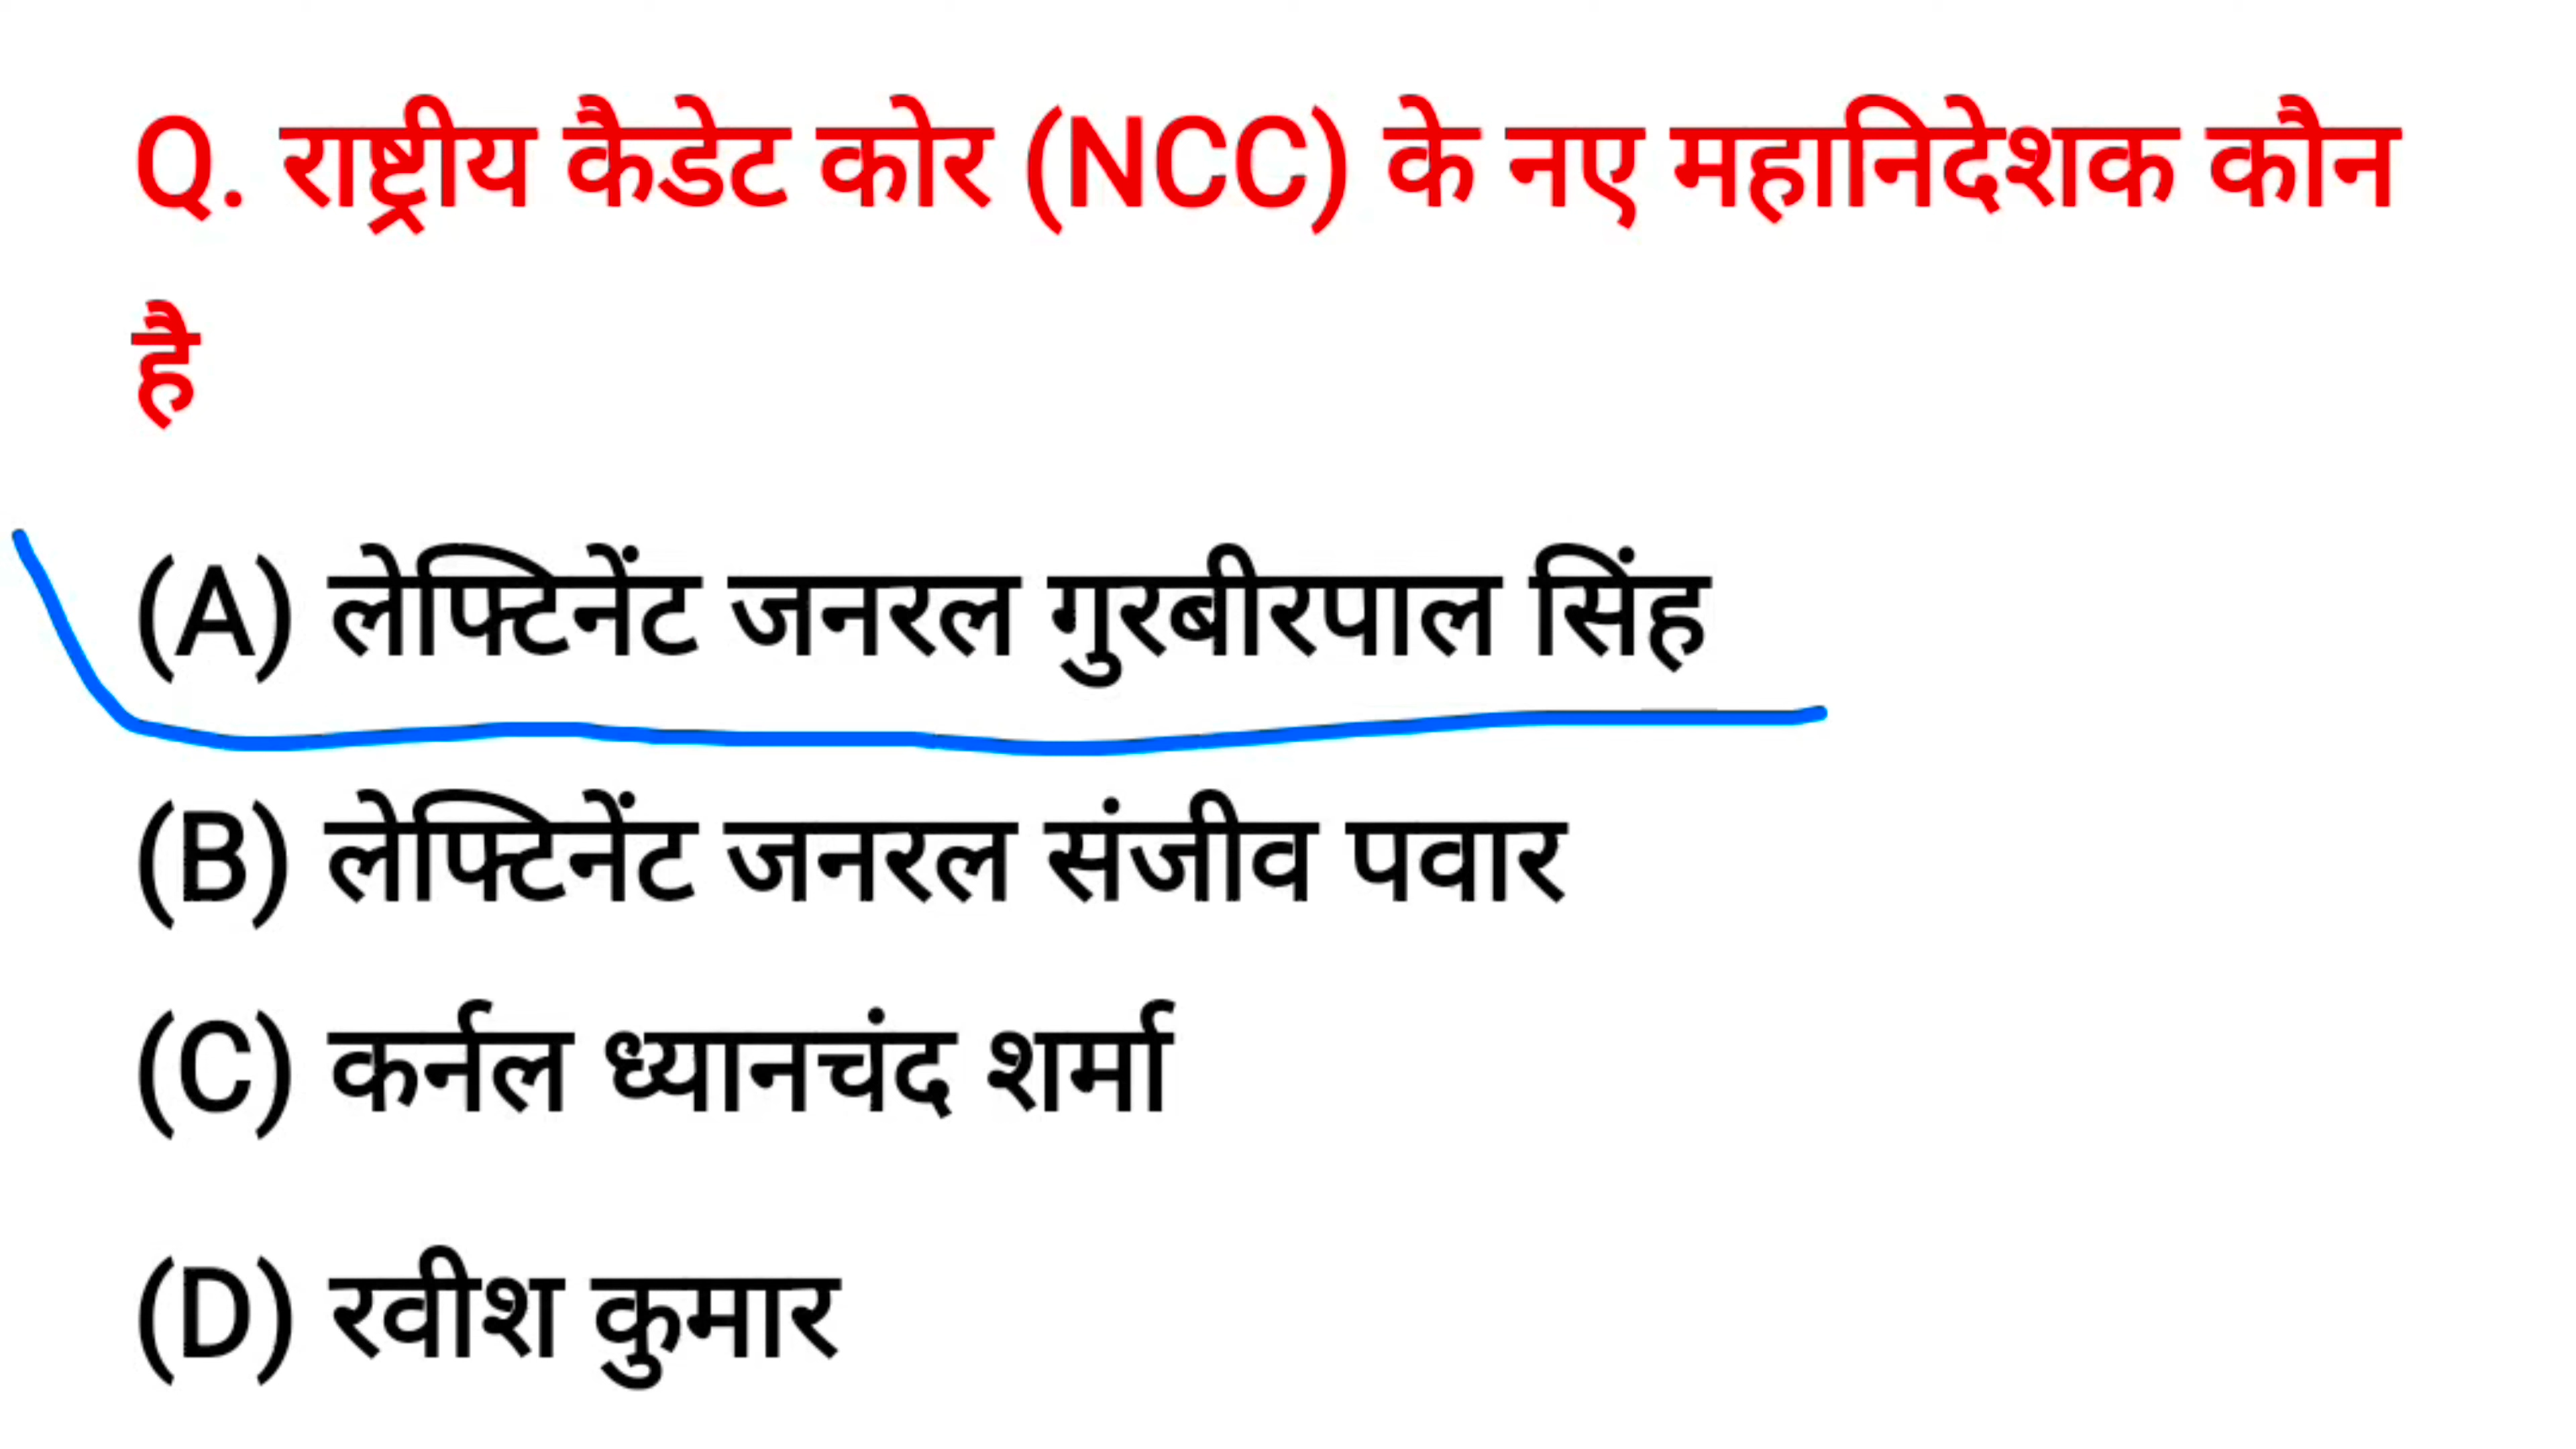 Q. राष्ट्रीय कैडेट कोर (NCC) के नए महानिदेशक कौन
है
(A) लेफ्टिनेंट जनरल गुरबीरपाल सिंह
(B) लेफ्टिनेंट जनरल संजीव पवार
(C) कर्नल ध्यानचंद शर्मा
(D) रवीश कुमार